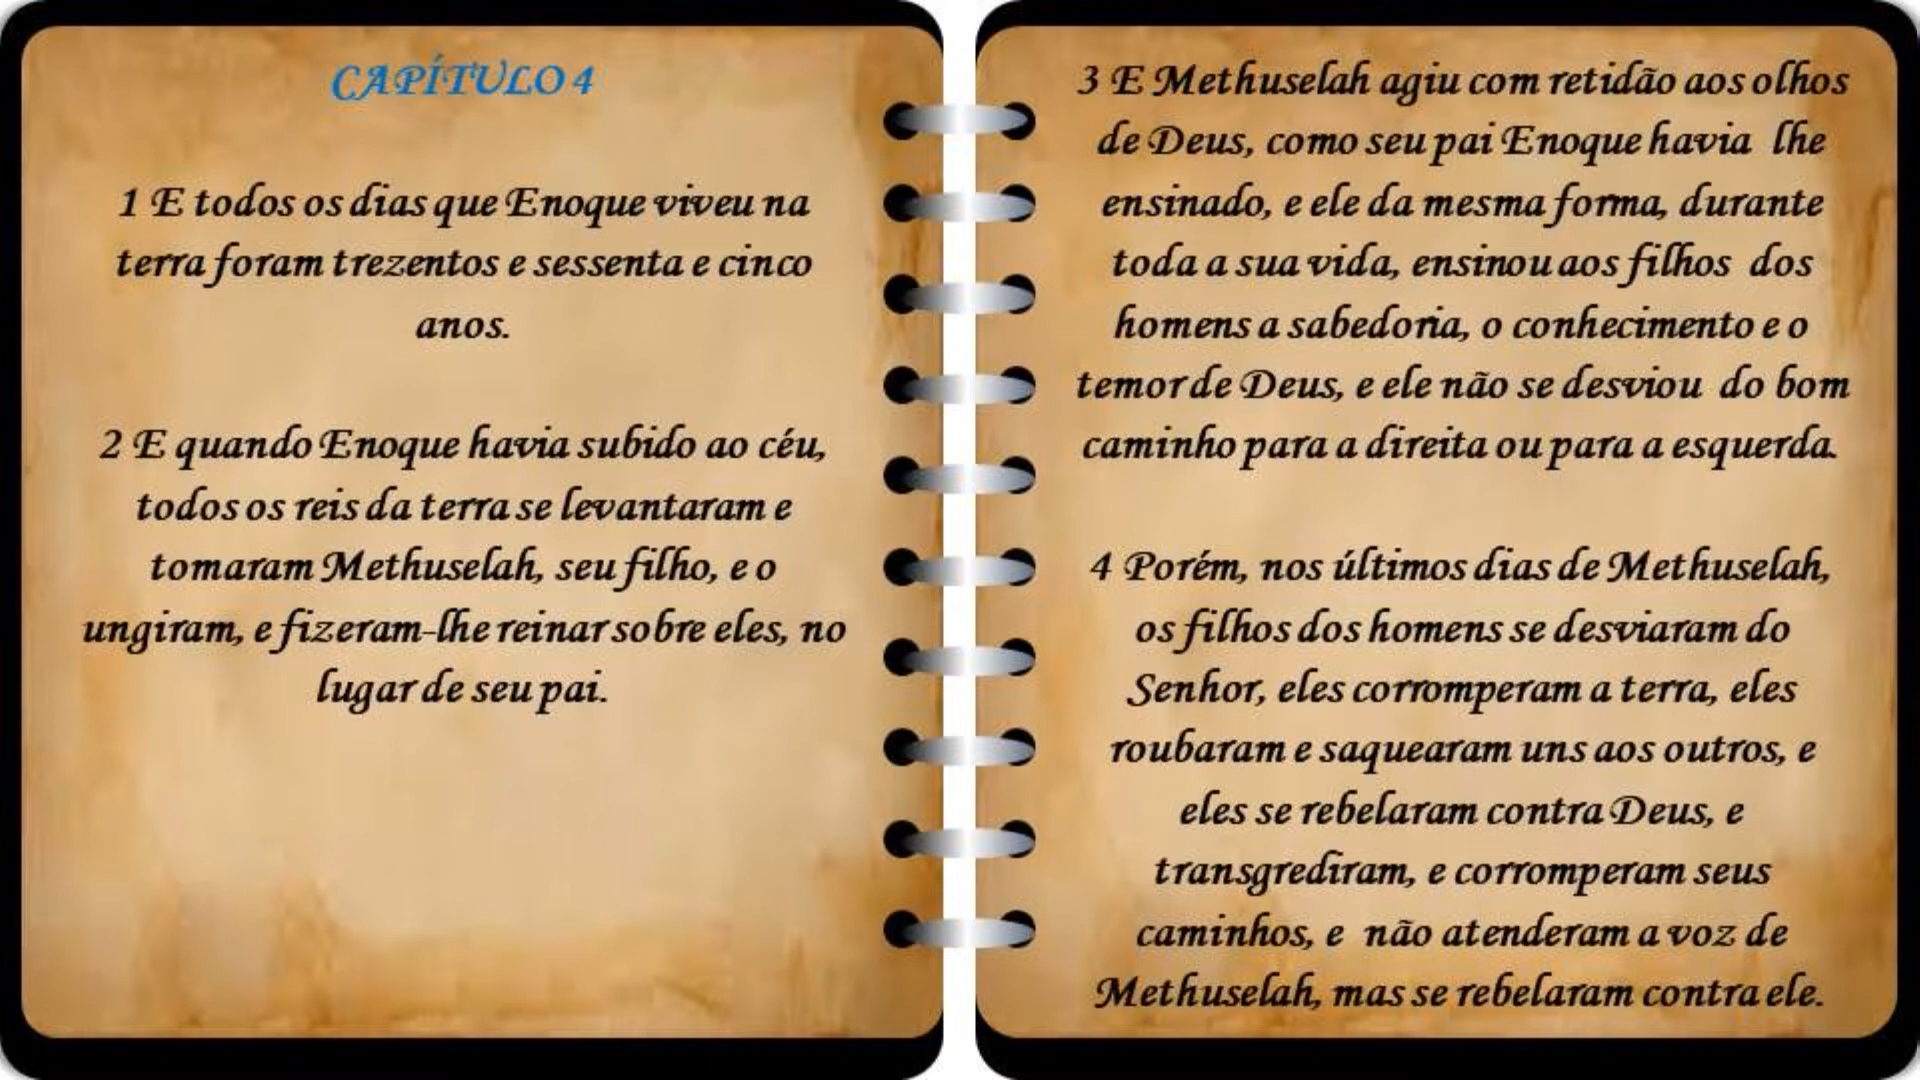 CAPÍTULO 4
1 E todos os dias que Enoque viveu na
terra foram trezentos e sessenta e cinco
anos.
2 E quando Enoque havia subido ao céu,
todos os reis da terra se levantaram e
tomaram Methuselah, seu filho, e o
ungiram, e fizeram-lhe reinar sobre eles, no
lugar de seu pai.
3 E Methuselah agiu com retidão aos olhos
de Deus, como seu pai Enoque havia lhe
ensinado, e ele da mesma forma, durante
toda a sua vida, ensinou aos filhos dos
homens a sabedoria, o conhecimento e o
temor de Deus, e ele não se desviou do bom
caminho para a direita ou para a esquerda.
4 Porém, nos últimos dias de Methuselah,
os filhos dos homens se desviaram do
Senhor, eles corromperam a terra, eles
roubaram e saquearam uns aos outros, e
eles se rebelaram contra Deus, e
transgrediram, e corromperam seus
caminhos, e não atenderam a voz de
Methuselah, mas se rebelaram contra ele.